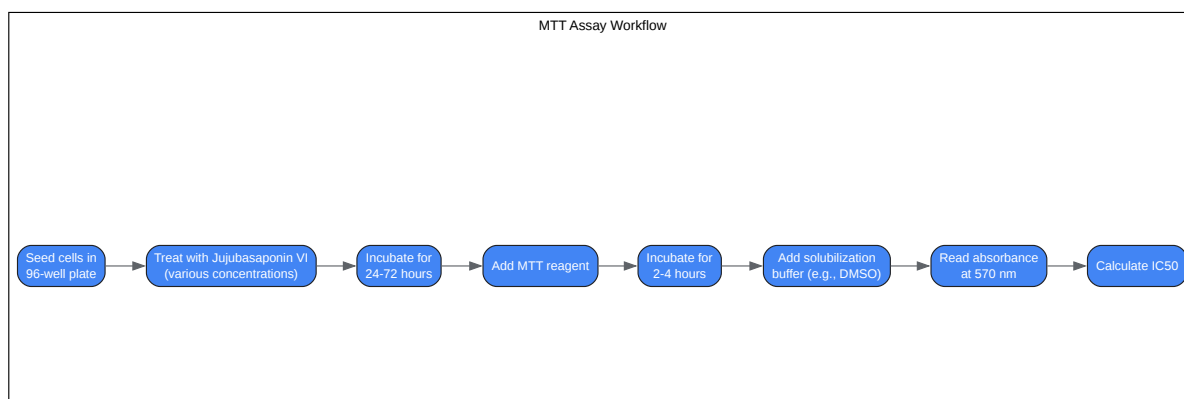 MTT Assay Workflow
Seed cells in
96-well plate
Treat with Jujubasaponin VI
(various concentrations)
Incubate for
24-72 hours
Add MTT reagent
Incubate for
2-4 hours
Add solubilization
buffer (e.g., DMSO)
Read absorbance
at 570 nm
Calculate IC50